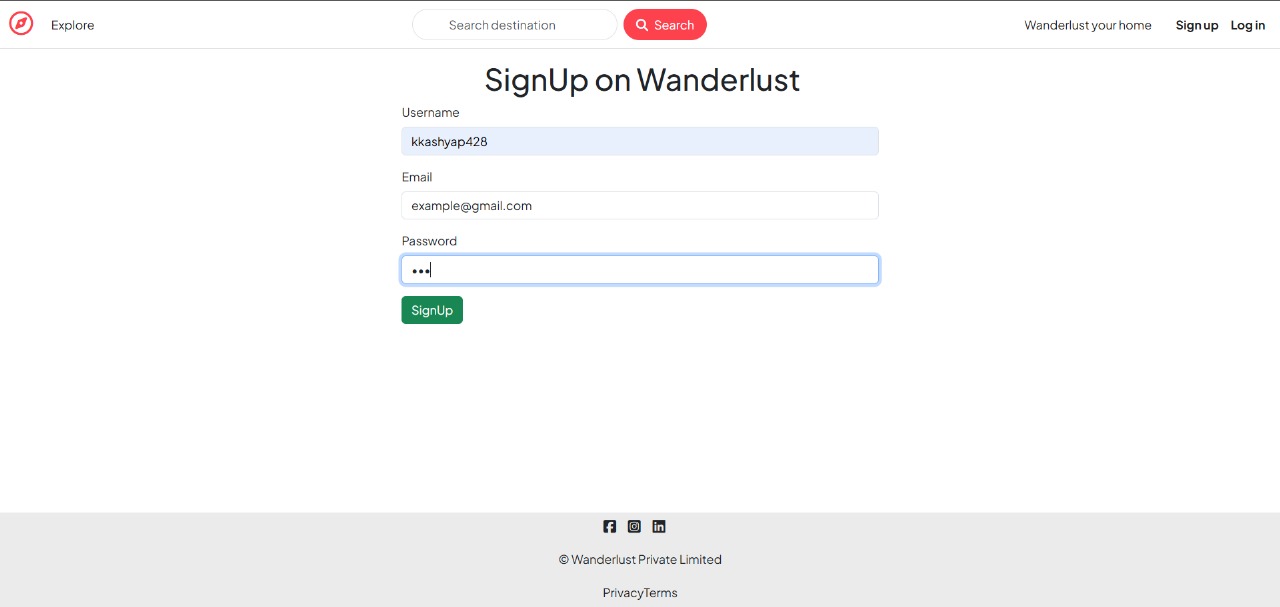 Explore Search destination Search Wanderlust your home Sign up Log in
SignUp on Wanderlust
Username
kkashyap428
Email
example@gmail.com
Password
•••
SignUp
© Wanderlust Private Limited
PrivacyTerms